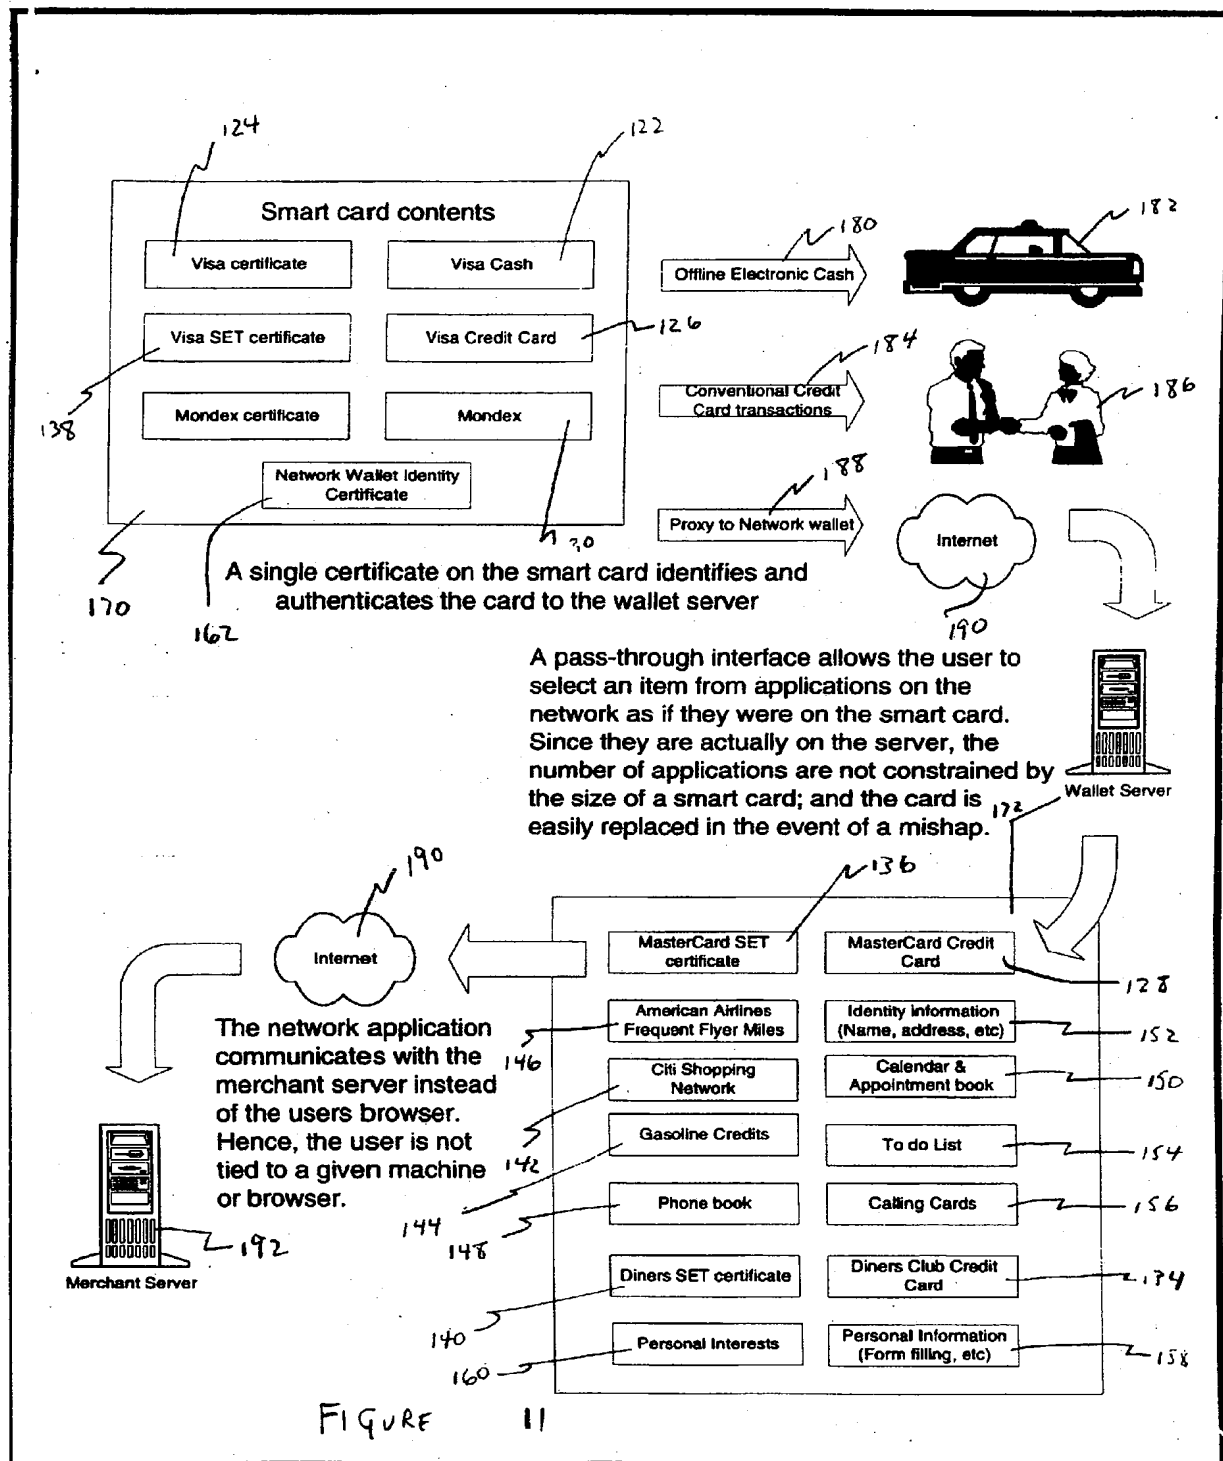 124
122
Smart card contents
Visa certificate
Visa Cash
180
Offline Electronic Cash
182
Visa SET certificate
Visa Credit Card
126
184
Conventional Credit
Card transactions
186
138
Mondex certificate
Mondex
188
Network Wallet Identity
Certificate
Proxy to Network wallet
Internet
170
162
190
A single certificate on the smart card identifies and
authenticates the card to the wallet server
A pass-through interface allows the user to
select an item from applications on the
network as if they were on the smart card.
Since they are actually on the server, the
number of applications are not constrained by
the size of a smart card; and the card is
easily replaced in the event of a mishap.
172
Wallet Server
190
136
Internet
MasterCard SET
certificate
MasterCard Credit
Card
128
The network application
communicates with the
merchant server instead
of the users browser.
Hence, the user is not
tied to a given machine
or browser.
146
American Airlines
Frequent Flyer Miles
Identity information
(Name, address, etc)
152
Citi Shopping
Network
Calendar &
Appointment book
150
142
Gasoline Credits
To do List
154
144
148
Phone book
Calling Cards
156
192
Merchant Server
Diners SET certificate
Diners Club Credit
Card
134
140
Personal Interests
Personal Information
(Form filling, etc)
158
160
FIGURE 11